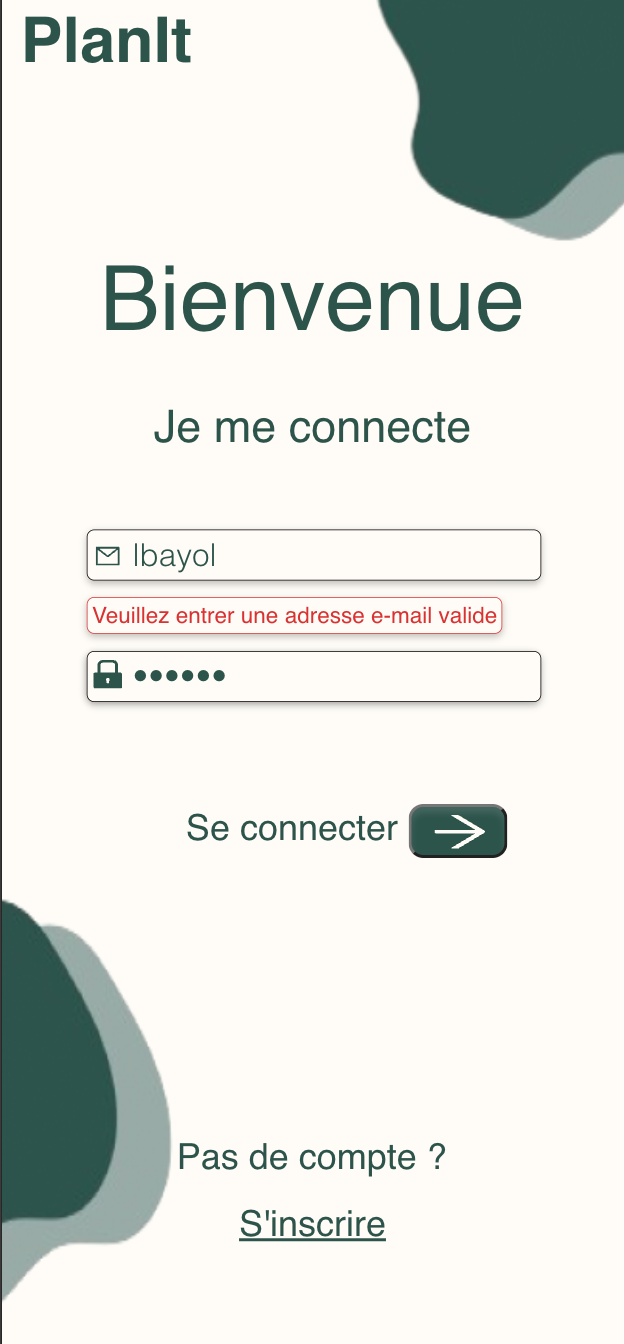 PlanIt
Bienvenue
Je me connecte
lbayol
Veuillez entrer une adresse e-mail valide
••••••
Se connecter
Pas de compte ?
S'inscrire